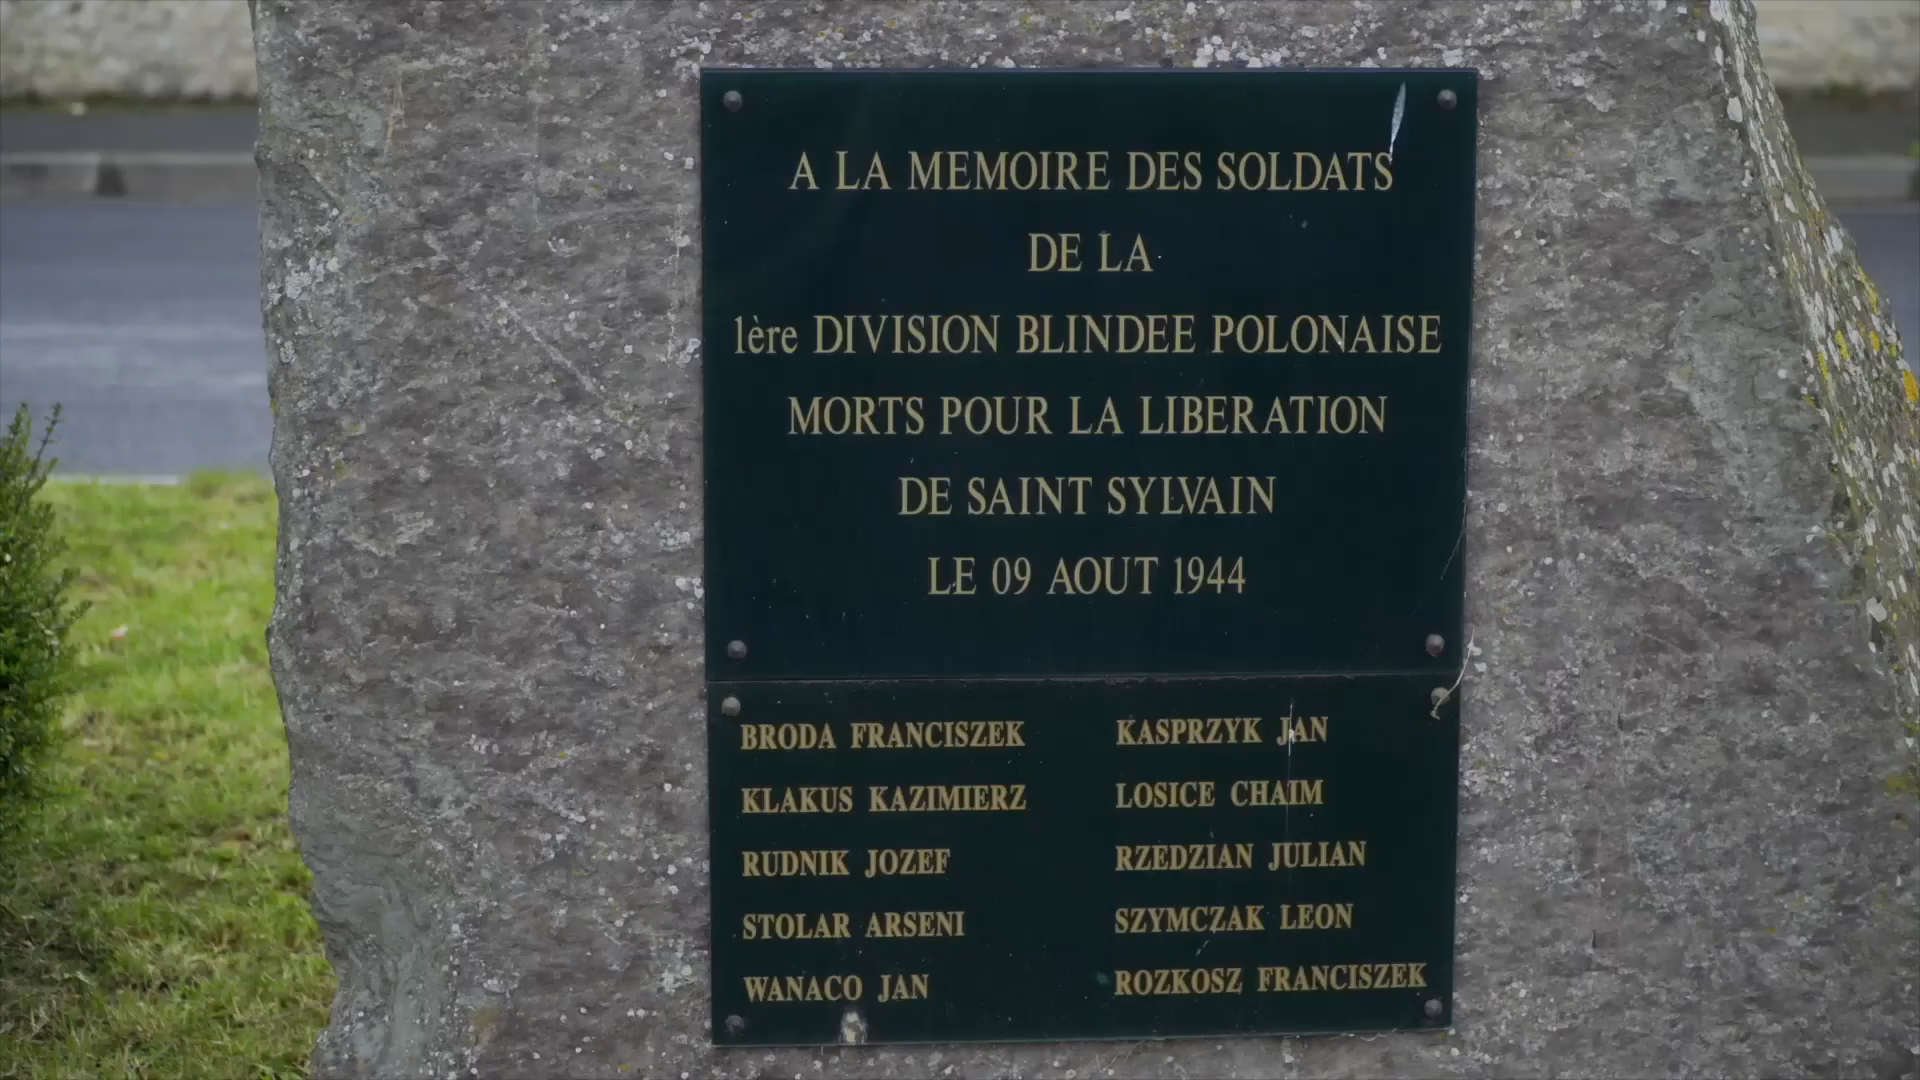 A LA MEMOIRE DES SOLDATS
DE LA
1ère DIVISION BLINDEE POLONAISE
MORTS POUR LA LIBERATION
DE SAINT SYLVAIN
LE 09 AOUT 1944
BRODA FRANCISZEK KASPRZYK JAN
KLAKUS KAZIMIERZ LOSICE CHAIM
RUDNIK JOZEF RZEDZIAN JULIAN
STOLAR ARSENI SZYMCZAK LEON
WANACO JAN ROZKOSZ FRANCISZEK